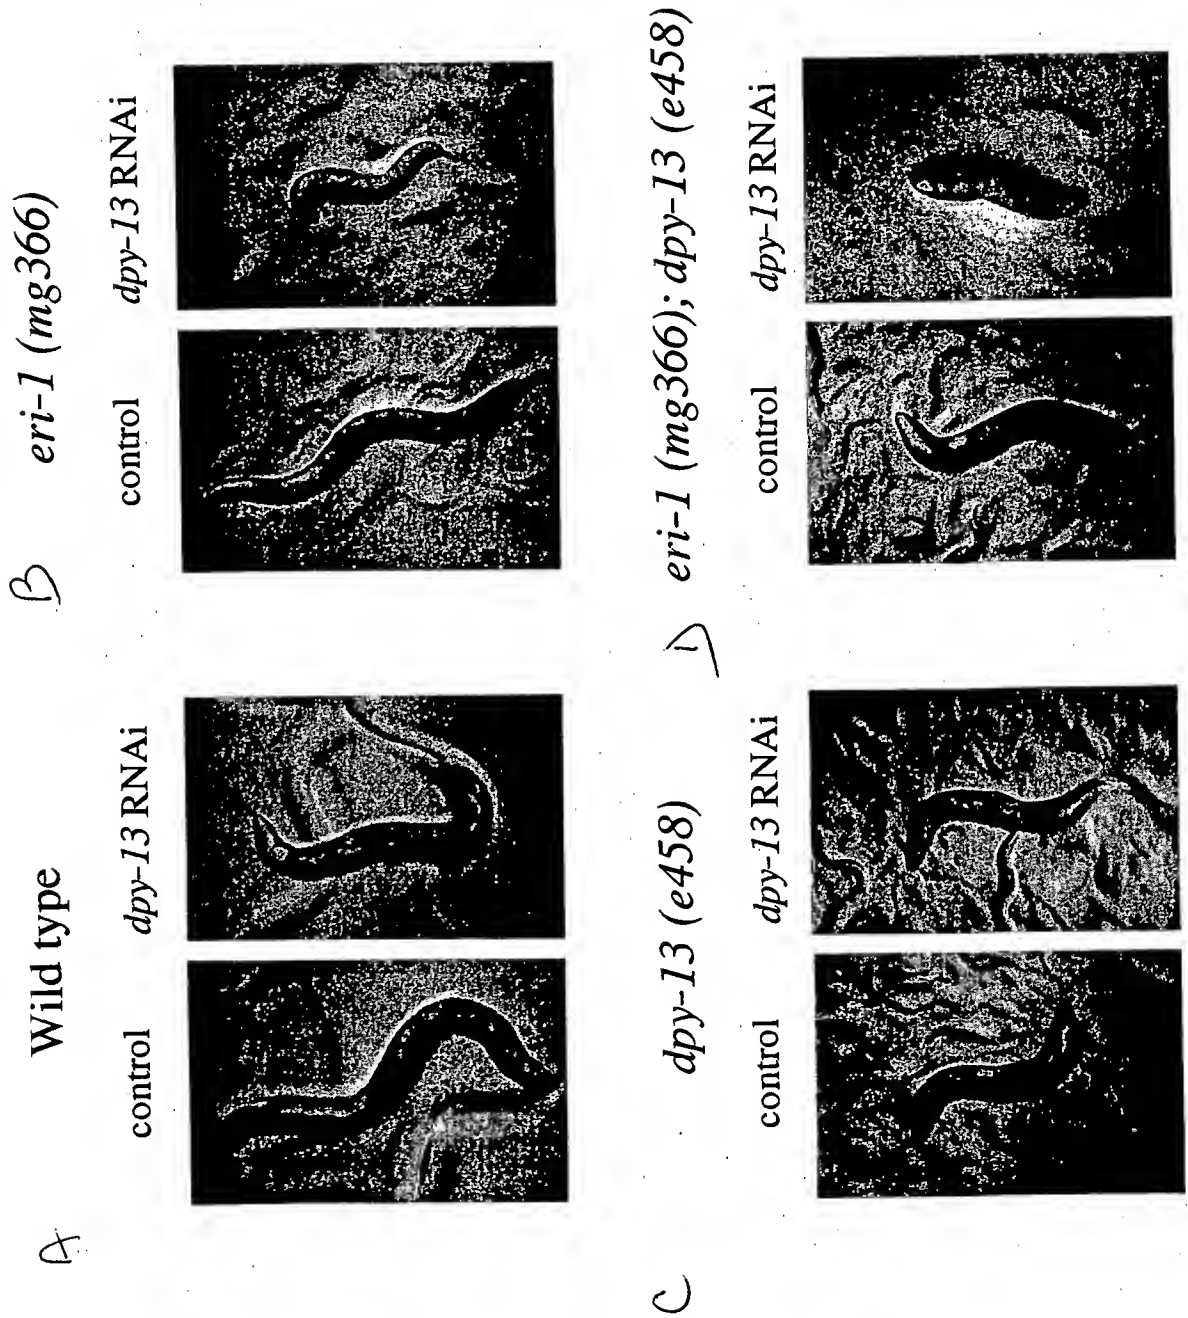 A
Wild type
control
dpy-13 RNAi
B
eri-1 (mg366)
control
dpy-13 RNAi
C
dpy-13 (e458)
control
dpy-13 RNAi
D
eri-1 (mg366); dpy-13 (e458)
control
dpy-13 RNAi